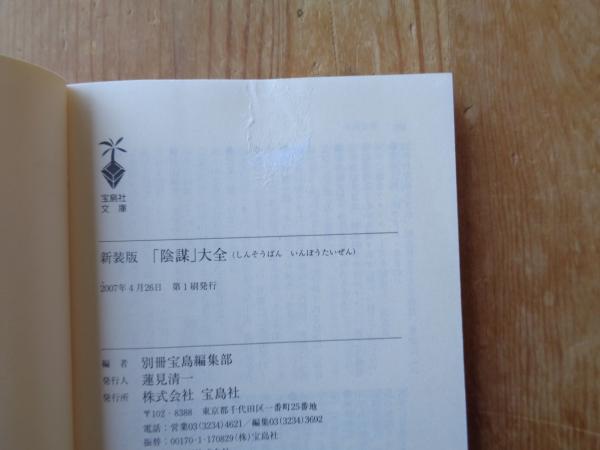 宝島社
文庫
新装版 「陰謀」大全(しんそうばん いんぼうたいぜん)
2007年4月26日 第1刷発行
編者 別冊宝島編集部
発行人 蓮見清一
発行所 株式会社 宝島社
〒102-8388 東京都千代田区一番町25番地
電話:営業03(3234)4621/編集03(3234)3692
振替:00170-1-170829(株)宝島社